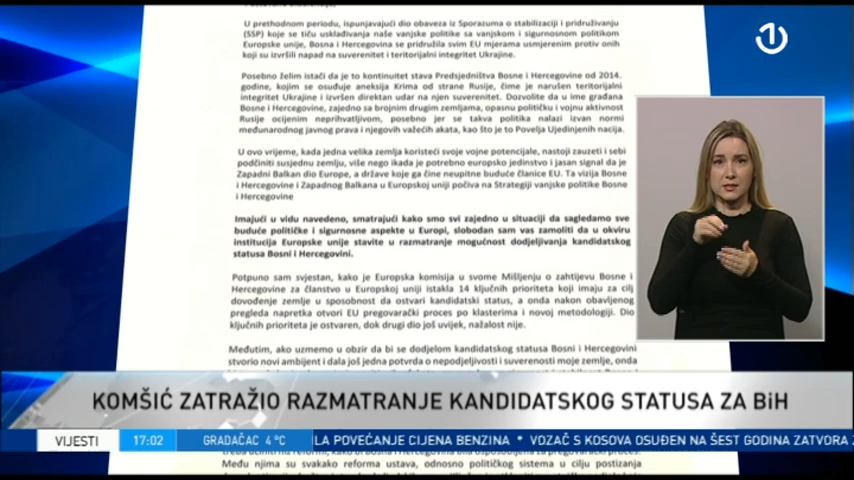 U prethodnom periodu, ispunjavajući dio obaveza iz Sporazuma o stabilizaciji i pridruživanju
(SSP) koje se tiču usklađivanja naše vanjske politike sa vanjskom i sigurnosnom politikom
Europske unije, Bosna i Hercegovina se pridružila svim EU mjerama usmjerenim protiv onih
koji su izvršili napad na suverenitet i teritorijalni integritet Ukrajine.
Posebno želim istaći da je to kontinuitet stava Predsjedništva Bosne i Hercegovine od 2014.
godine, kojim se osuđuje aneksija Krima od strane Rusije, čime je narušen teritorijalni
integritet Ukrajine i izvršen direktan udar na njen suverenitet. Dozvolite da u ime građana
Bosne i Hercegovine, zajedno sa brojnim drugim zemljama, opasnu političku i vojnu aktivnost
Rusije ocijenim neprihvatljivom, posebno jer se takva politika nalazi izvan normi
međunarodnog javnog prava i njegovih važećih akata, kao što je to Povelja Ujedinjenih nacija.
U ovo vrijeme, kada jedna velika zemlja koristeći svoje vojne potencijale, nastoji zauzeti i sebi
podčiniti susjednu zemlju, više nego ikada je potrebno europsko jedinstvo i jasan signal da je
Zapadni Balkan dio Europe, a države koje ga čine neupitne buduće članice EU. Ta vizija Bosne
i Hercegovine i Zapadnog Balkana u Europskoj uniji počiva na Strategiji vanjske politike Bosne
i Hercegovine
Imajući u vidu navedeno, smatrajući kako smo svi zajedno u situaciji da sagledamo sve
buduće političke i sigurnosne aspekte u Europi, slobodan sam vas zamoliti da u okviru
institucija Europske unije stavite u razmatranje mogućnost dodjeljivanja kandidatskog
statusa Bosni i Hercegovini.
Potpuno sam svjestan, kako je Europska komisija u svome Mišljenju o zahtijevu Bosne i
Hercegovine za članstvo u Europskoj uniji istakla 14 ključnih prioriteta koji imaju za cilj
dovođenje zemlje u sposobnost da ostvari kandidatski status, a onda nakon obavljenog
pregleda napretka otvori EU pregovarački proces po klasterima i novoj metodologiji. Dio
ključnih prioriteta je ostvaren, dok drugi dio još uvijek, nažalost nije.
Međutim, ako uzmemo u obzir da bi se dodjelom kandidatskog statusa Bosni i Hercegovini
stvorio novi ambijent i dala još jedna potvrda o nepodjeljivosti i suverenosti moje zemlje, onda
KOMŠIĆ ZATRAŽIO RAZMATRANJE KANDIDATSKOG STATUSA ZA BiH
VIJESTI 17:02 GRADAČAC 4 °C ILA POVEĆANJE CIJENA BENZINA * VOZAČ S KOSOVA OSUĐEN NA ŠEST GODINA ZATVORA
Među njima su svakako reforma ustava, odnosno političkog sistema u cilju postizanja